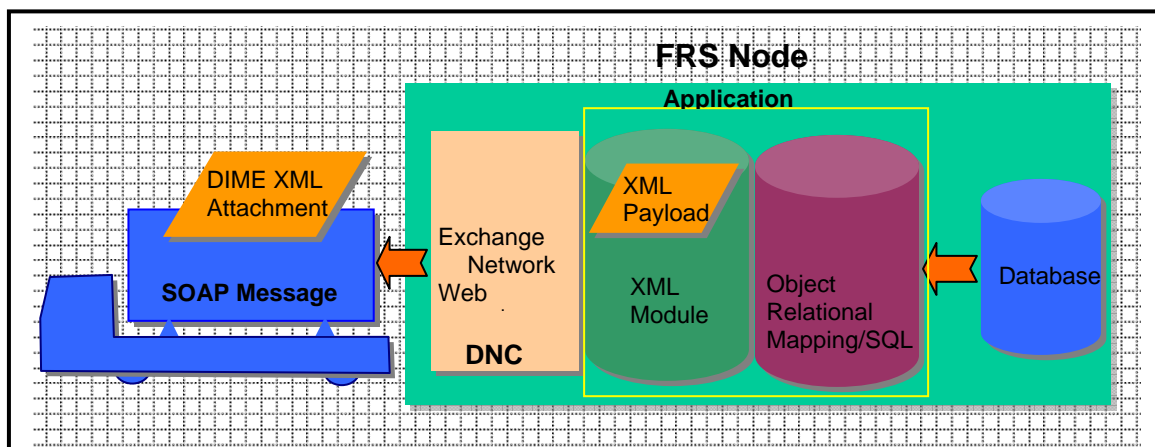 FRS Node
Application
DIME XML
Attachment
SOAP Message
Exchange
Network
Web
DNC
XML
Payload
XML
Module
Object
Relational
Mapping/SQL
Database